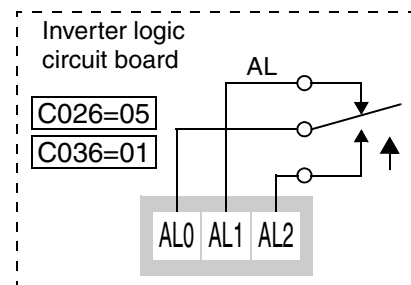 Inverter logic
circuit board
AL
C026=05
C036=01
AL0 AL1 AL2